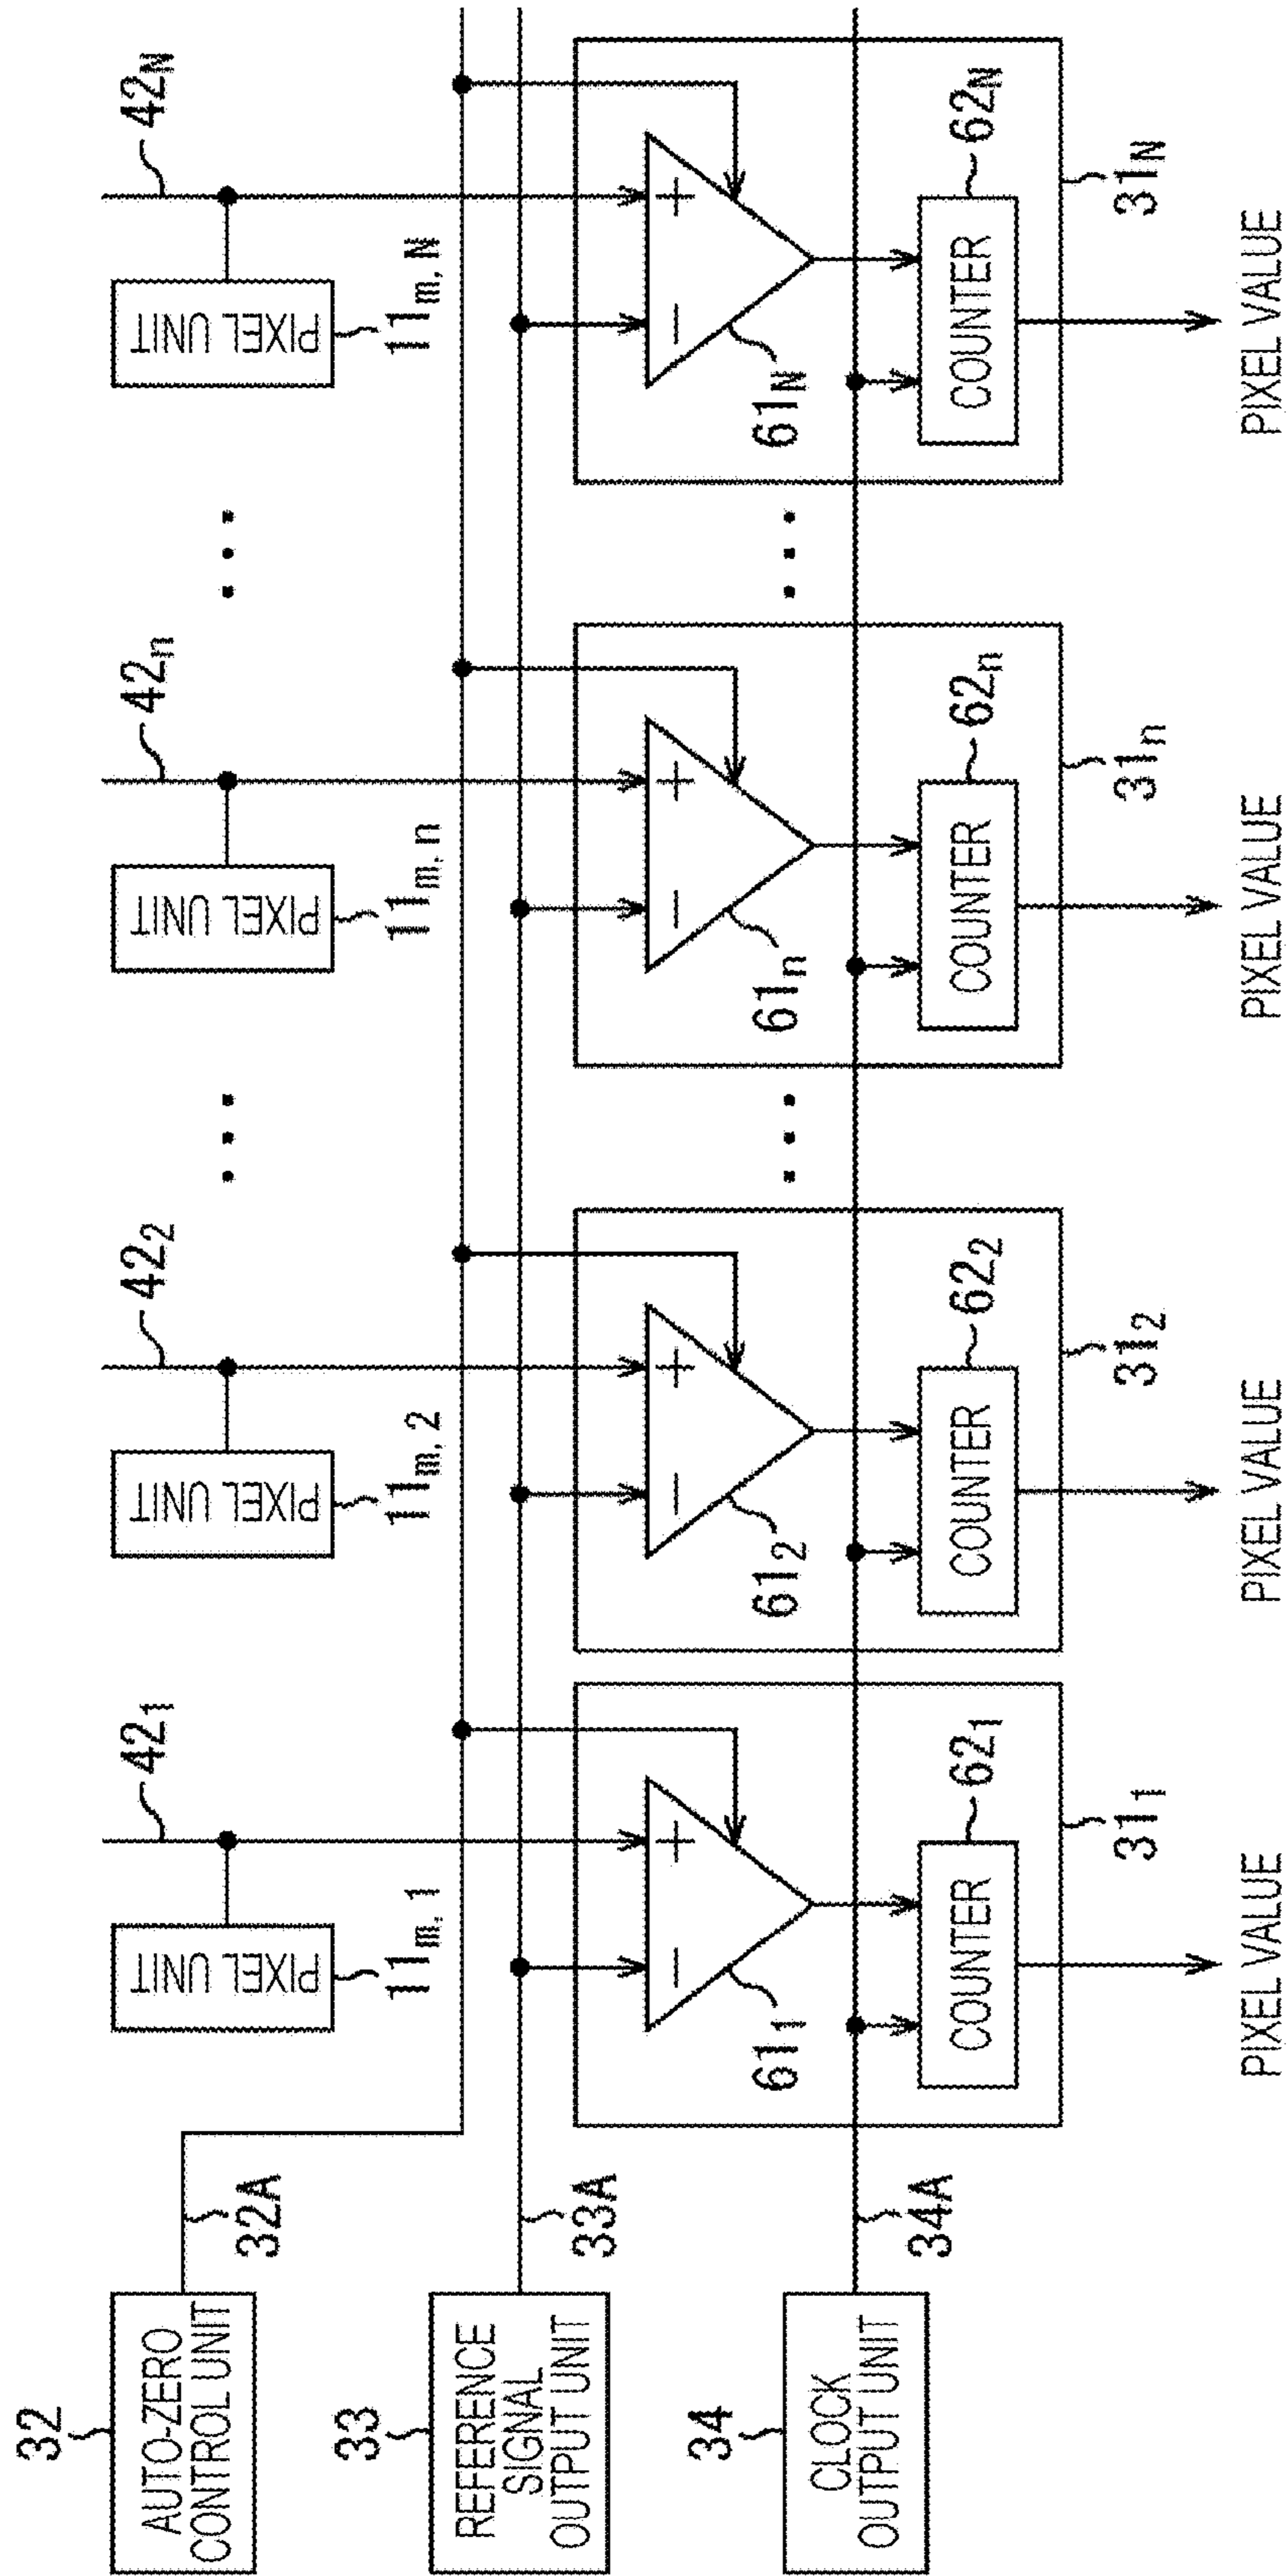 32
AUTO-ZERO
CONTROL UNIT
32A
33
REFERENCE
SIGNAL
OUTPUT UNIT
33A
34
CLOCK
OUTPUT UNIT
34A
42₁
PIXEL UNIT
11ₘ, ₁
61₁
COUNTER
62₁
31₁
PIXEL VALUE
42₂
PIXEL UNIT
11ₘ, ₂
61₂
COUNTER
62₂
31₂
PIXEL VALUE
42ₙ
PIXEL UNIT
11ₘ, ₙ
61ₙ
COUNTER
62ₙ
31ₙ
PIXEL VALUE
42N
PIXEL UNIT
11m, N
61N
COUNTER
62N
31N
PIXEL VALUE